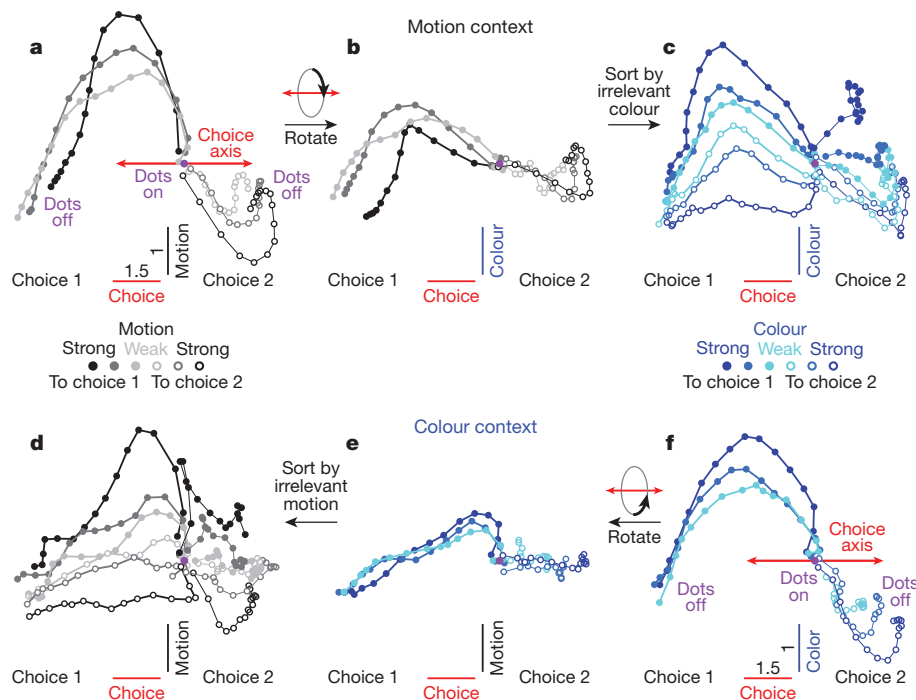 Motion context
a
b
c
Rotate
Sort by
irrelevant
colour
Choice
axis
Dots
on
Dots
off
Dots
off
1
1.5
Motion
Colour
Colour
Choice 1
Choice
Choice 2
Choice 1
Choice
Choice 2
Choice 1
Choice
Choice 2
Motion
Strong Weak Strong
To choice 1 To choice 2
Colour
Strong Weak Strong
To choice 1 To choice 2
Colour context
d
e
f
Sort by
irrelevant
motion
Rotate
Choice
axis
Dots
off
Dots
on
Dots
off
Motion
Motion
1
1.5
Color
Choice 1
Choice
Choice 2
Choice 1
Choice
Choice 2
Choice 1
Choice
Choice 2